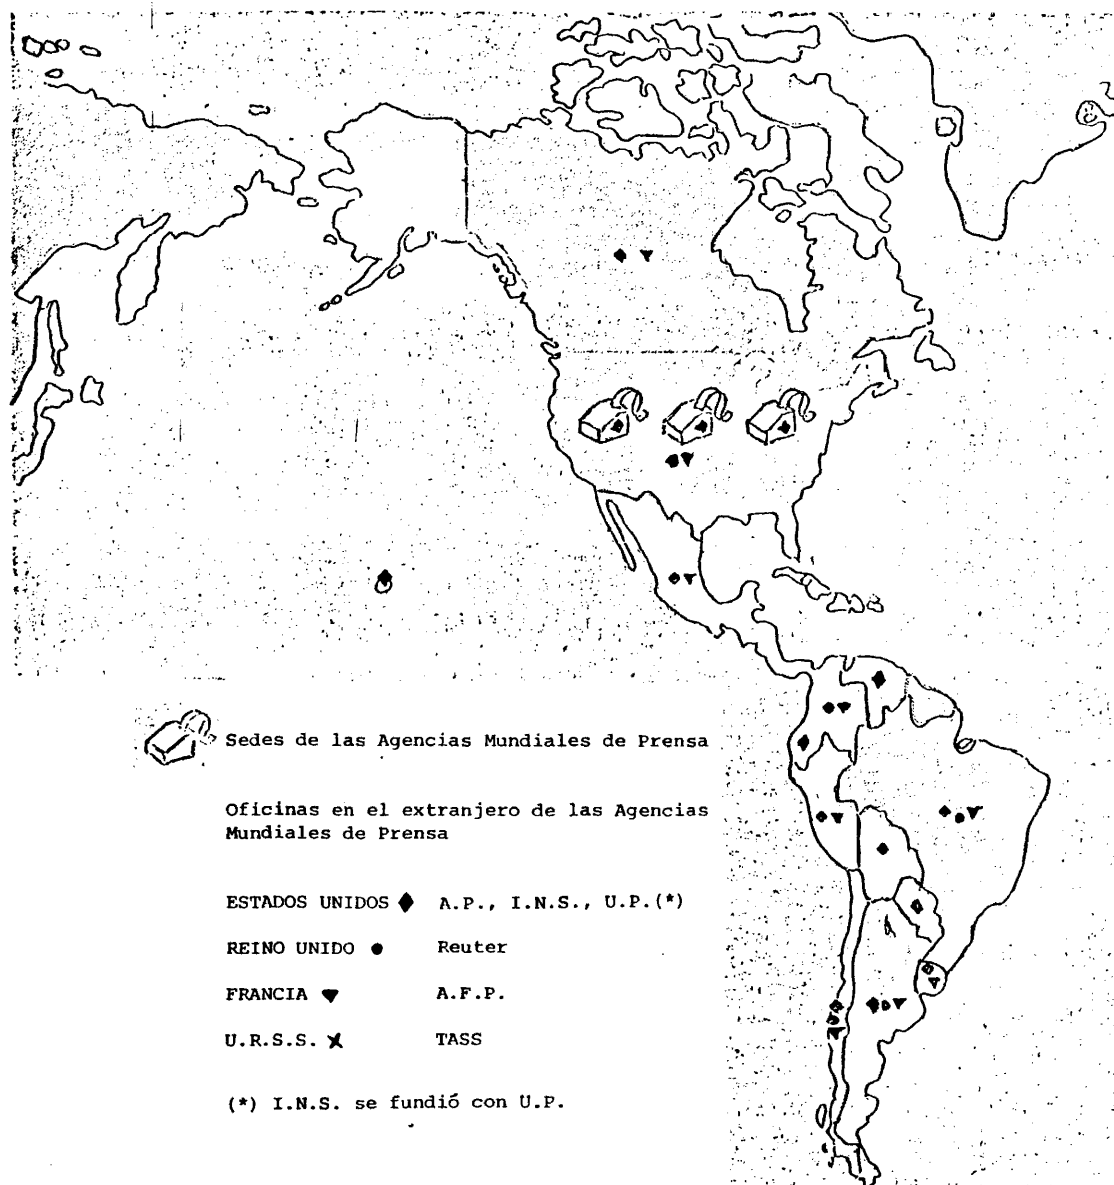 Sedes de las Agencias Mundiales de Prensa
Oficinas en el extranjero de las Agencias
Mundiales de Prensa
ESTADOS UNIDOS ♦ A.P., I.N.S., U.P.(*)
REINO UNIDO ● Reuter
FRANCIA ▼ A.F.P.
U.R.S.S. ✗ TASS
(*) I.N.S. se fundió con U.P.